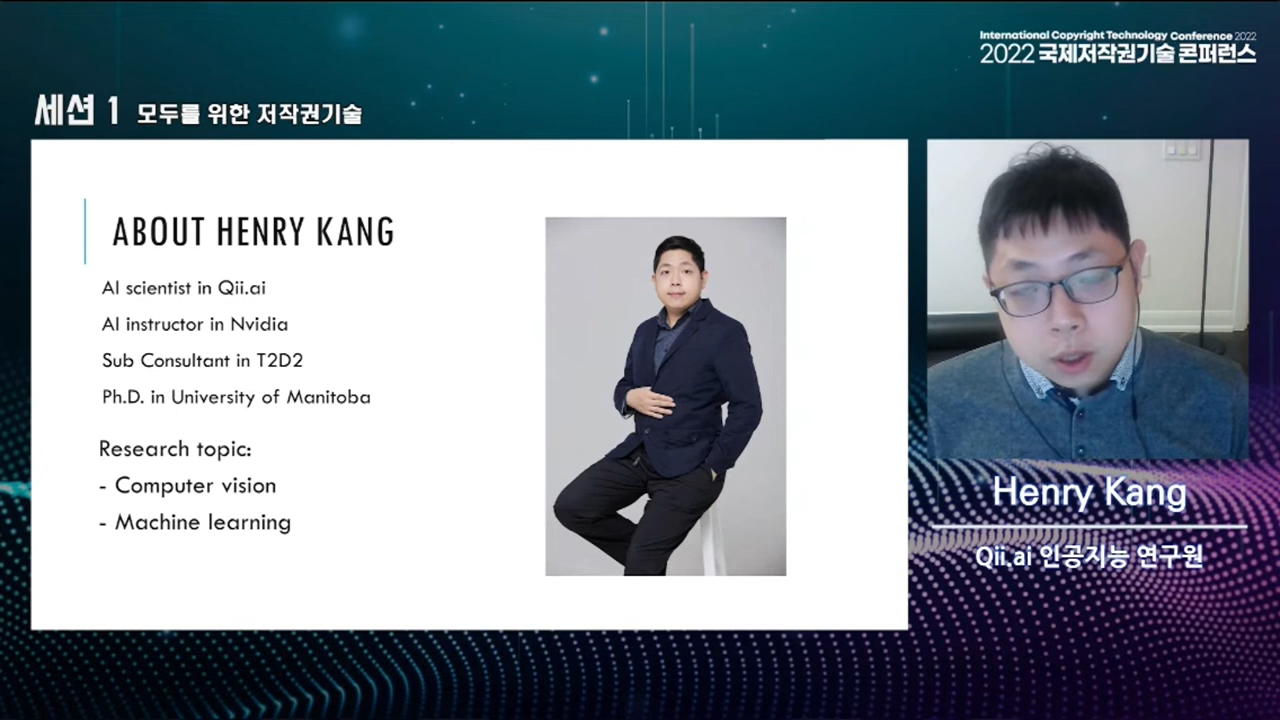 International Copyright Technology Conference 2022
2022 국제저작권기술 콘퍼런스
세션 1 모두를 위한 저작권기술
ABOUT HENRY KANG
AI scientist in Qii.ai
AI instructor in Nvidia
Sub Consultant in T2D2
Ph.D. in University of Manitoba
Research topic:
- Computer vision
- Machine learning
Henry Kang
Qii.ai 인공지능 연구원